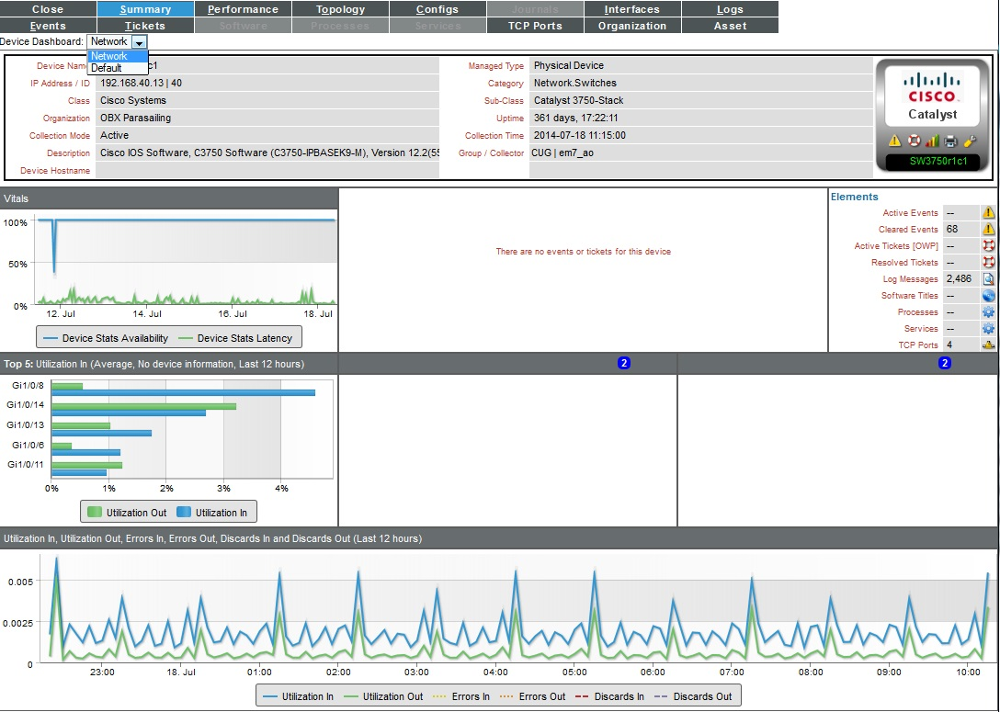 Close Summary Performance Topology Configs Journals Interfaces Logs
Events Tickets Software Processes Services TCP Ports Organization Asset
Device Dashboard: Network
Network
Default
Device Name c1 Managed Type Physical Device
IP Address / ID 192.168.40.13 | 40 Category Network.Switches
Class Cisco Systems Sub-Class Catalyst 3750-Stack
Organization OBX Parasailing Uptime 361 days, 17:22:11
Collection Mode Active Collection Time 2014-07-18 11:15:00
Description Cisco IOS Software, C3750 Software (C3750-IPBASEK9-M), Version 12.2(55 Group / Collector CUG | em7_ao
Device Hostname
CISCO
Catalyst
SW3750r1c1
Vitals
100%
50%
0%
12. Jul 14. Jul 16. Jul 18. Jul
Device Stats Availability Device Stats Latency
There are no events or tickets for this device
Elements
Active Events --
Cleared Events 68
Active Tickets [OWP] --
Resolved Tickets --
Log Messages 2,486
Software Titles --
Processes --
Services --
TCP Ports 4
Top 5: Utilization In (Average, No device information, Last 12 hours)
2
2
Gi1/0/8
Gi1/0/14
Gi1/0/13
Gi1/0/6
Gi1/0/11
0% 1% 2% 3% 4%
Utilization Out Utilization In
Utilization In, Utilization Out, Errors In, Errors Out, Discards In and Discards Out (Last 12 hours)
0.005
0.0025
0
23:00 18. Jul 01:00 02:00 03:00 04:00 05:00 06:00 07:00 08:00 09:00 10:00
Utilization In Utilization Out Errors In Errors Out Discards In Discards Out